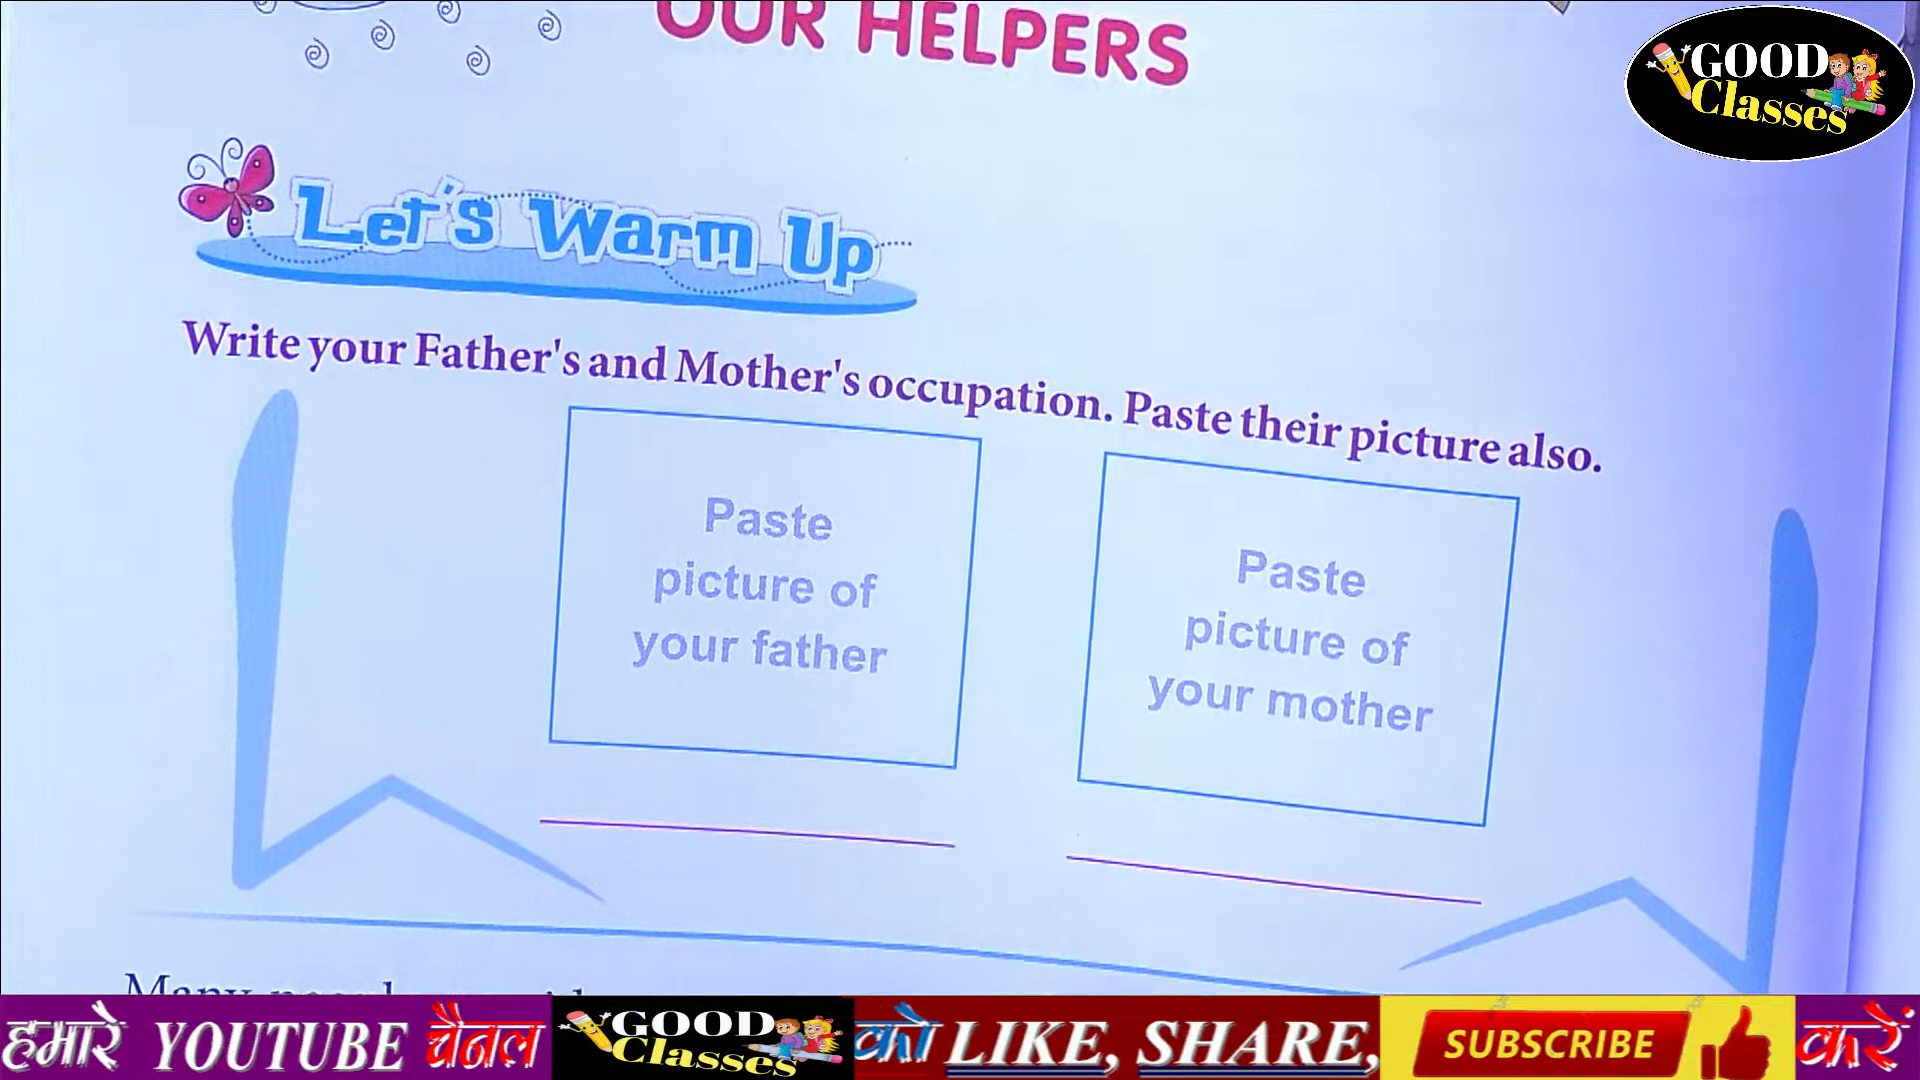 OUR HELPERS
GOOD
Classes
Let's Warm Up
Write your Father's and Mother's occupation. Paste their picture also.
Paste
picture of
your father
Paste
picture of
your mother
Many
हमारे YOUTUBE चैनल GOOD Classes को LIKE, SHARE, SUBSCRIBE करें